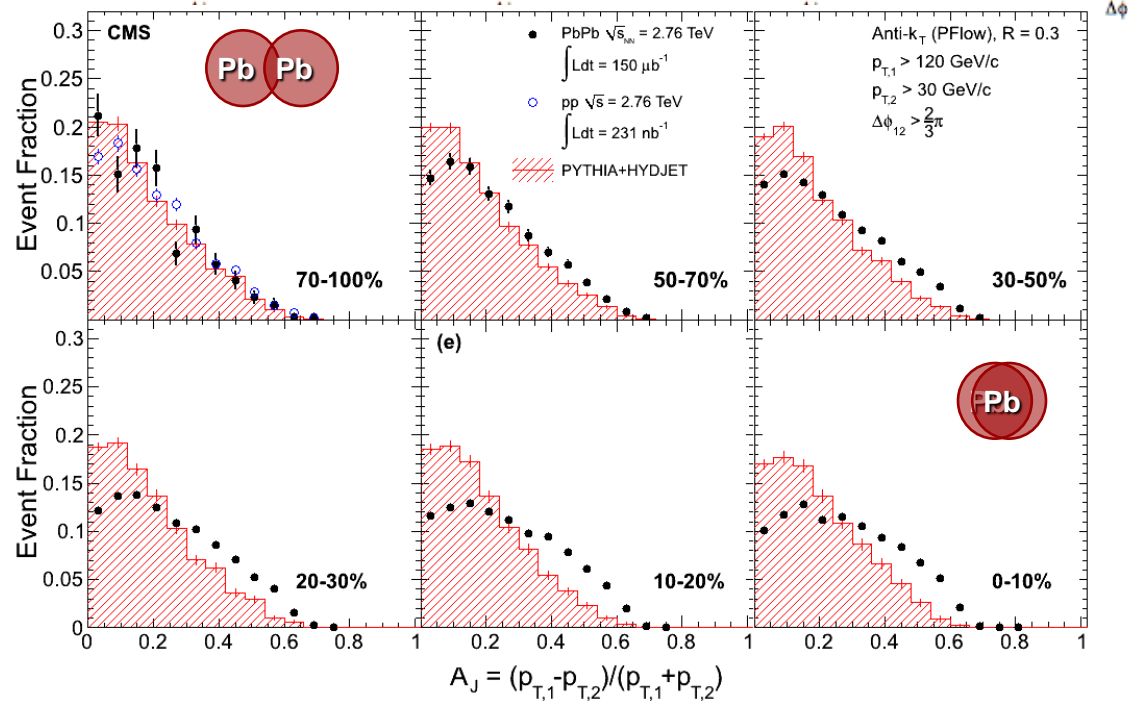 Δϕ
CMS
Pb Pb
0.3
0.25
0.2
0.15
0.1
0.05
Event Fraction
70-100%
PbPb √s_NN = 2.76 TeV
∫ Ldt = 150 μb⁻¹
pp √s = 2.76 TeV
∫ Ldt = 231 nb⁻¹
PYTHIA+HYDJET
50-70%
Anti-k_T (PFlow), R = 0.3
p_T,1 > 120 GeV/c
p_T,2 > 30 GeV/c
Δϕ_12 > 2/3 π
30-50%
0.3
0.25
0.2
0.15
0.1
0.05
0
Event Fraction
20-30%
(e)
10-20%
Pb
0-10%
0 0.2 0.4 0.6 0.8 1 0.2 0.4 0.6 0.8 1 0.2 0.4 0.6 0.8 1
A_J = (p_T,1-p_T,2)/(p_T,1+p_T,2)